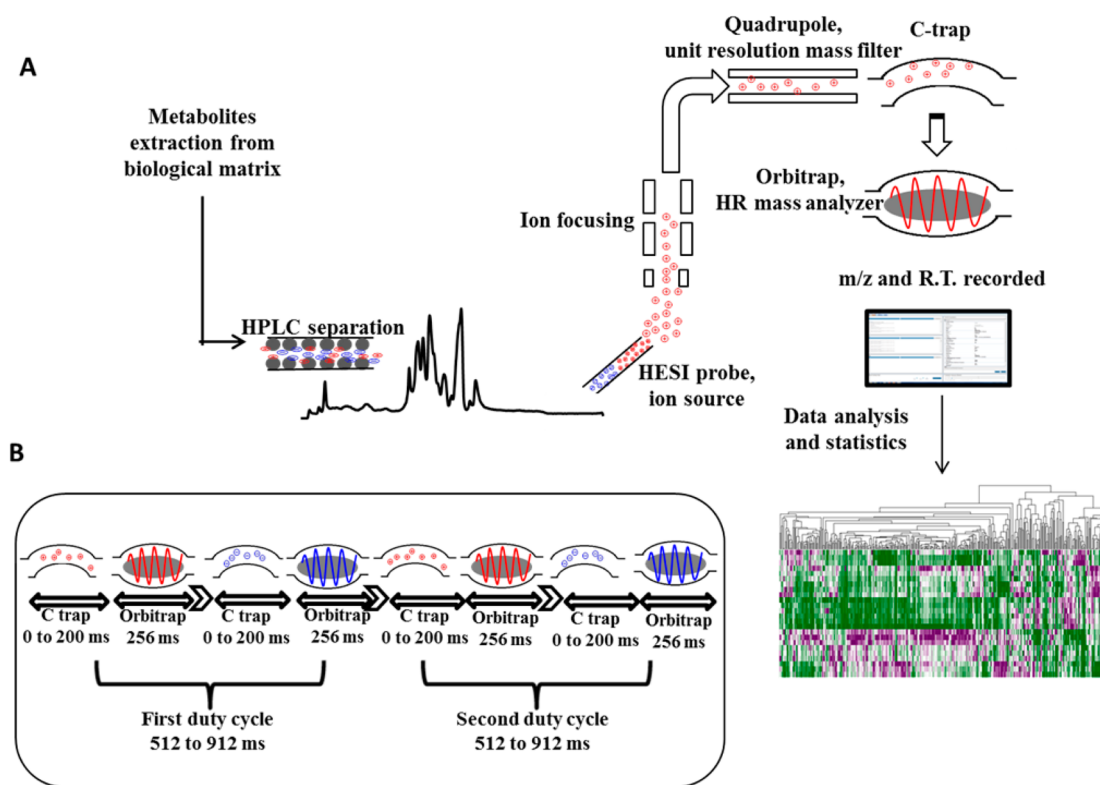 A
Metabolites
extraction from
biological matrix
HPLC separation
Ion focusing
HESI probe,
ion source
Quadrupole,
unit resolution mass filter
C-trap
Orbitrap,
HR mass analyzer
m/z and R.T. recorded
Data analysis
and statistics
B
C trap
0 to 200 ms
Orbitrap
256 ms
C trap
0 to 200 ms
Orbitrap
256 ms
C trap
0 to 200 ms
Orbitrap
256 ms
C trap
0 to 200 ms
Orbitrap
256 ms
First duty cycle
512 to 912 ms
Second duty cycle
512 to 912 ms